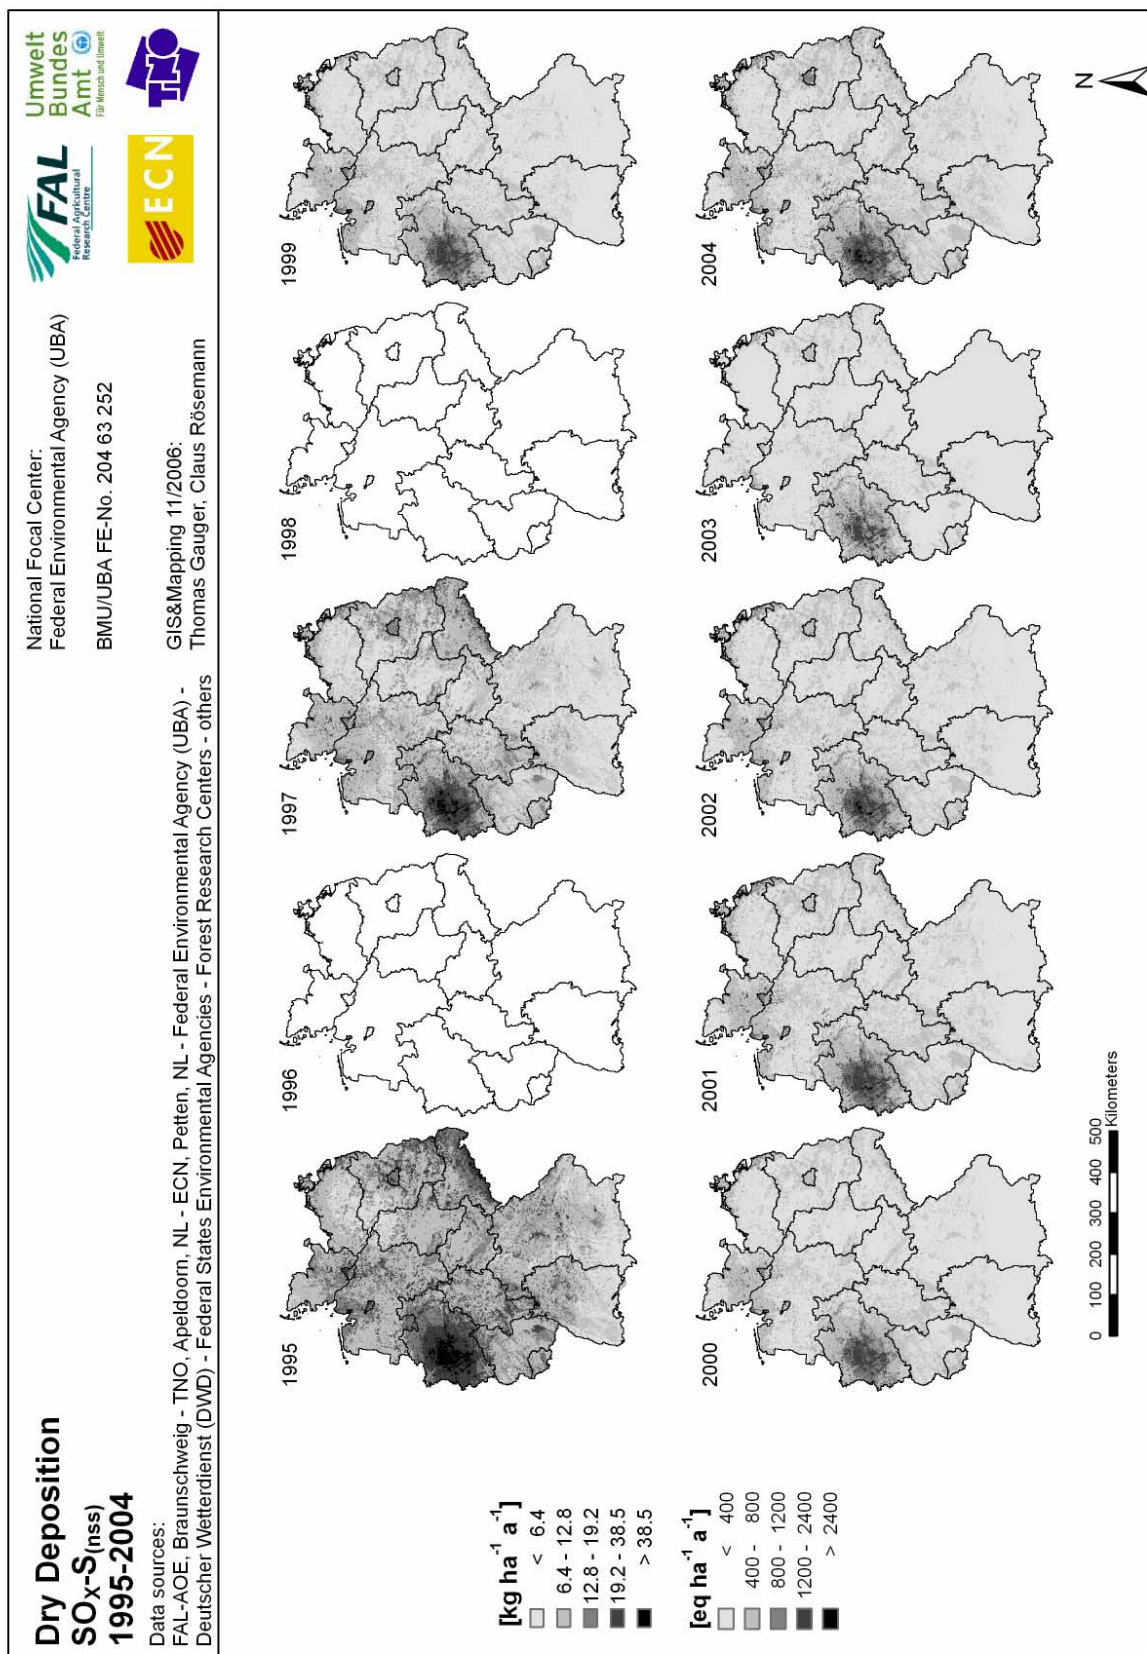 Dry Deposition
SOX-S(nss)
1995-2004
Data sources:
FAL-AOE, Braunschweig - TNO, Apeldoorn, NL - ECN, Petten, NL - Federal Environmental Agency (UBA) -
Deutscher Wetterdienst (DWD) - Federal States Environmental Agencies - Forest Research Centers - others
National Focal Center:
Federal Environmental Agency (UBA)
BMU/UBA FE-No. 204 63 252
GIS&Mapping 11/2006:
Thomas Gauger, Claus Rösemann
FAL
Federal Agricultural
Research Centre
Umwelt
Bundes
Amt
Für Mensch und Umwelt
ECN
TNO
[kg ha-1 a-1]
< 6.4
6.4 - 12.8
12.8 - 19.2
19.2 - 38.5
> 38.5
[eq ha-1 a-1]
< 400
400 - 800
800 - 1200
1200 - 2400
> 2400
1995
1996
1997
1998
1999
2000
2001
2002
2003
2004
0 100 200 300 400 500
Kilometers
N